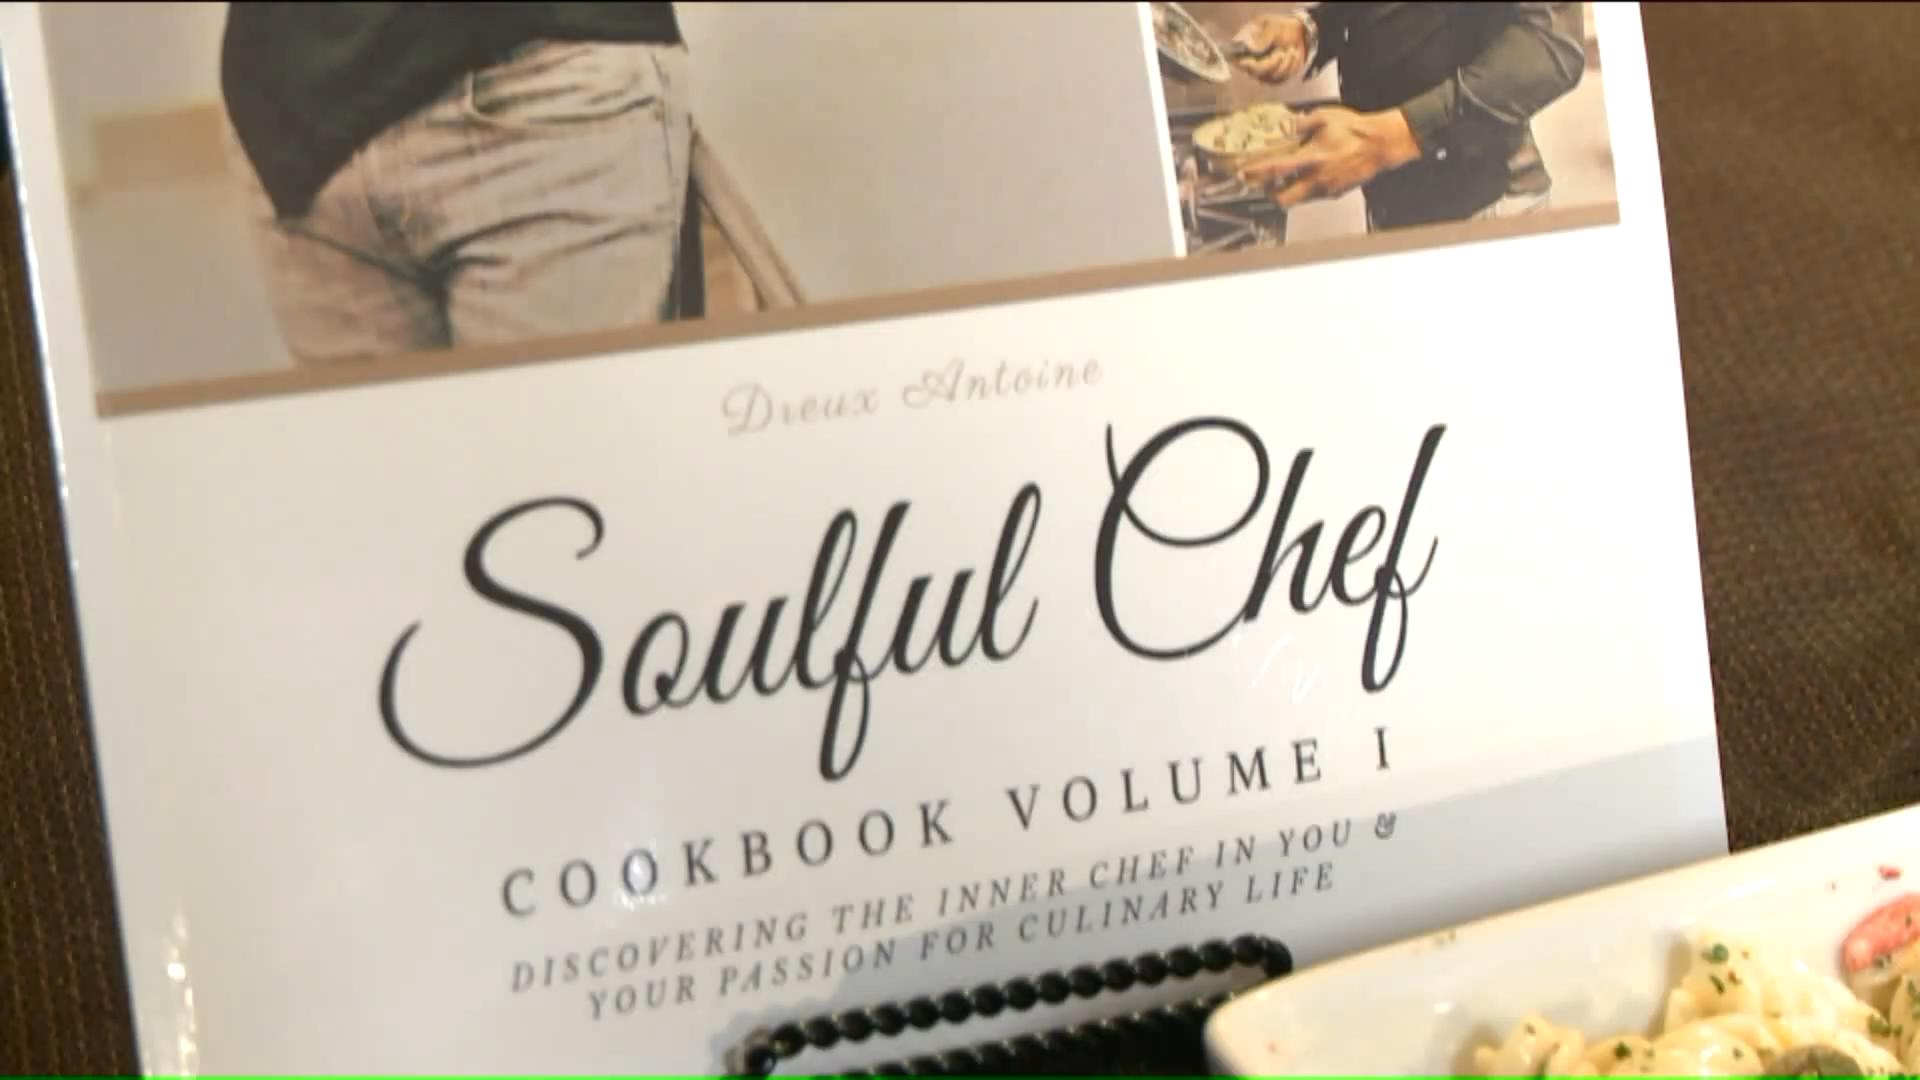 Dreux Antoine
Soulful Chef
COOKBOOK VOLUME I
DISCOVERING THE INNER CHEF IN YOU &
YOUR PASSION FOR CULINARY LIFE